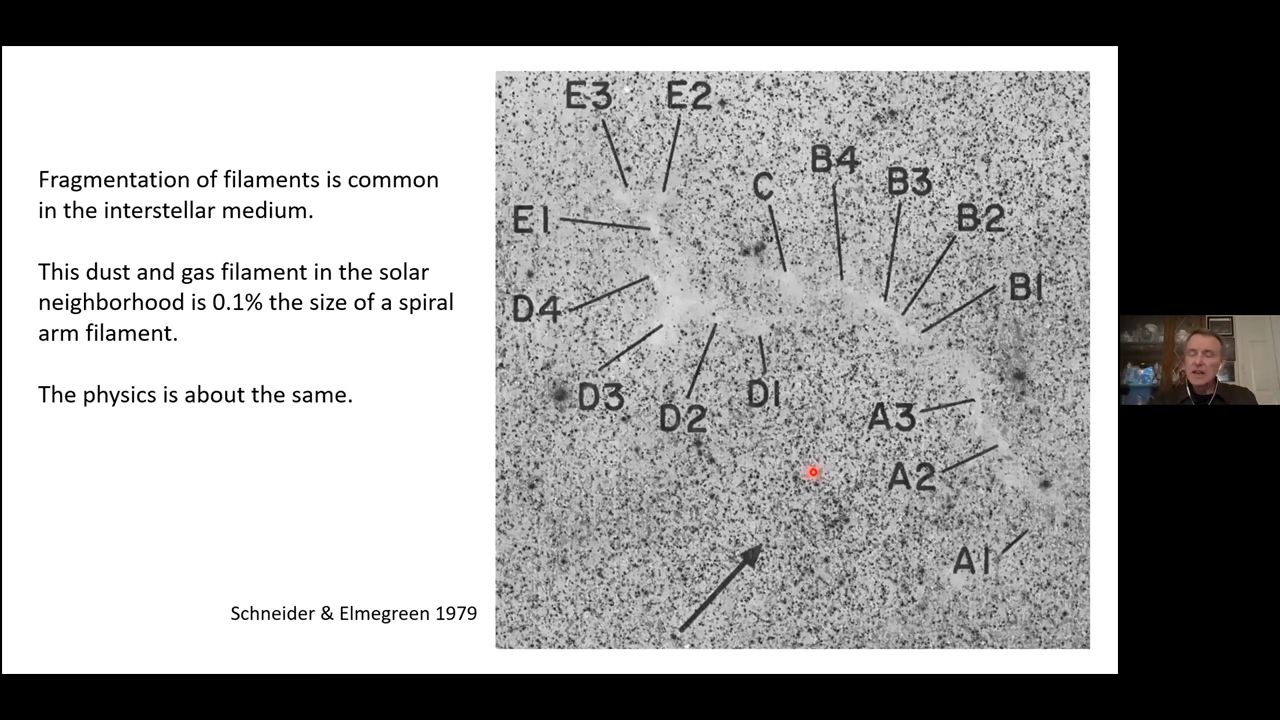 Fragmentation of filaments is common
in the interstellar medium.
This dust and gas filament in the solar
neighborhood is 0.1% the size of a spiral
arm filament.
The physics is about the same.
Schneider & Elmegreen 1979
E3
E2
B4
C
B3
E1
B2
D4
B1
D3
D2
D1
A3
A2
A1